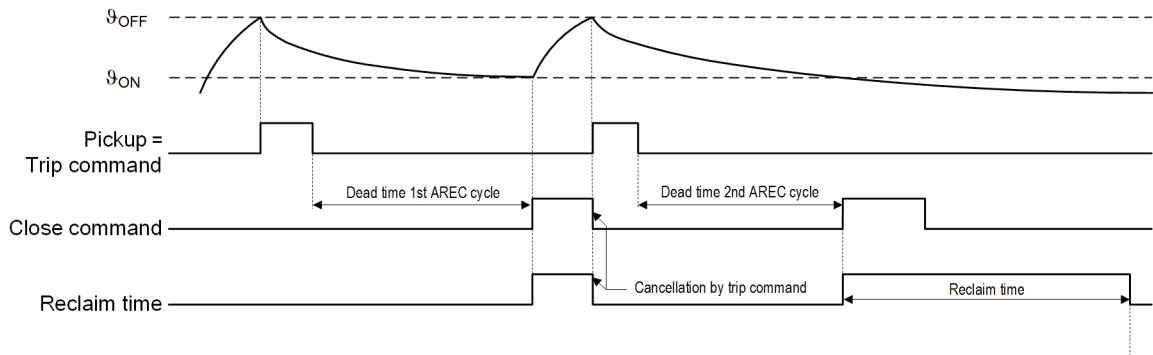 ϑOFF
ϑON
Pickup =
Trip command
Dead time 1st AREC cycle
Dead time 2nd AREC cycle
Close command
Cancellation by trip command
Reclaim time
Reclaim time